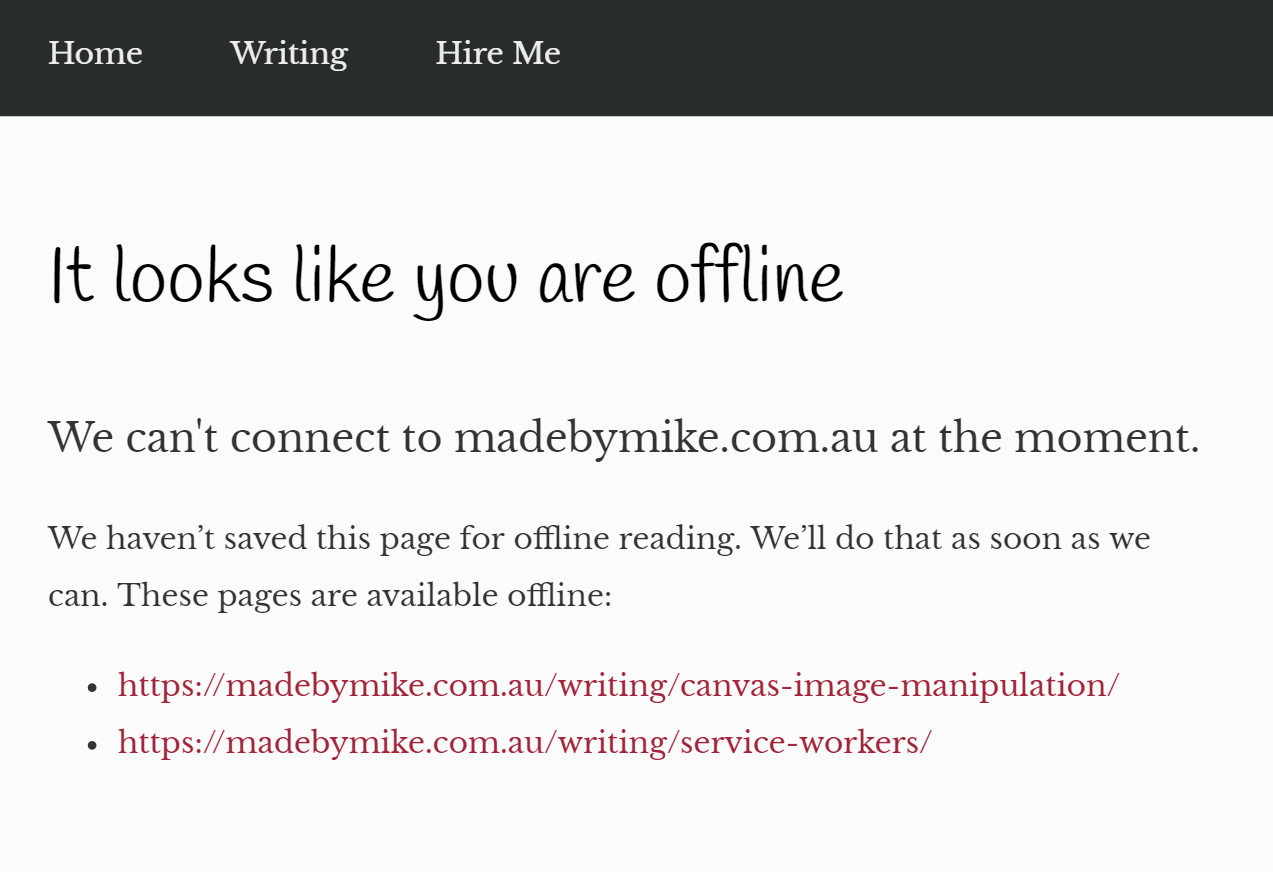 Home Writing Hire Me
It looks like you are offline
We can't connect to madebymike.com.au at the moment.
We haven’t saved this page for offline reading. We’ll do that as soon as we
can. These pages are available offline:
• https://madebymike.com.au/writing/canvas-image-manipulation/
• https://madebymike.com.au/writing/service-workers/